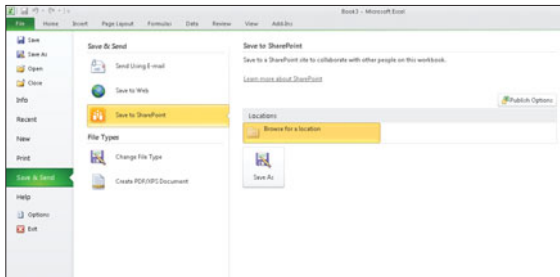 Book3 - Microsoft Excel
File Home Insert Page Layout Formulas Data Review View Add-Ins
Save
Save As
Open
Close
Info
Recent
New
Print
Save & Send
Help
Options
Exit
Save & Send
Send Using E-mail
Save to Web
Save to SharePoint
File Types
Change File Type
Create PDF/XPS Document
Save to SharePoint
Save to a SharePoint site to collaborate with other people on this workbook.
Learn more about SharePoint
Publish Options
Locations
Browse for a location
Save As